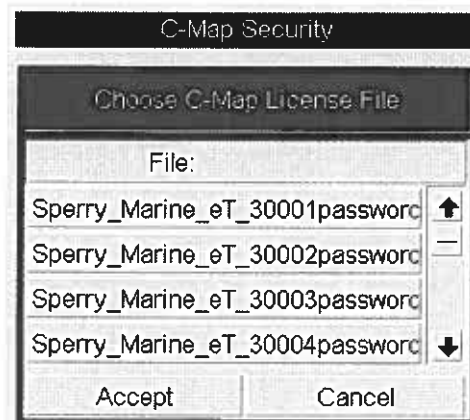 C-Map Security
Choose C-Map License File
File:
Sperry_Marine_eT_30001passworc
Sperry_Marine_eT_30002passworc
Sperry_Marine_eT_30003passworc
Sperry_Marine_eT_30004passworc
Accept Cancel